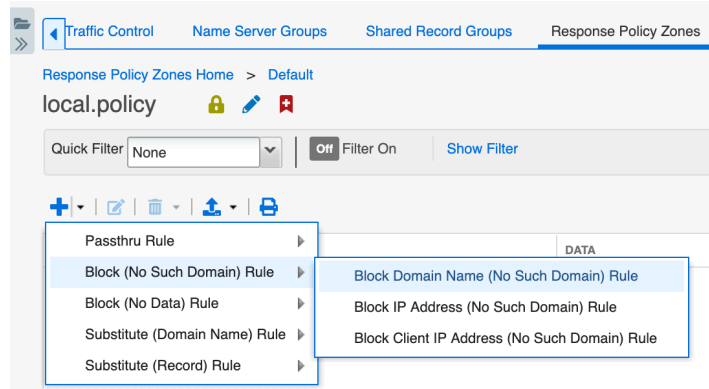 Traffic Control Name Server Groups Shared Record Groups Response Policy Zones
Response Policy Zones Home > Default
local.policy
Quick Filter None Off Filter On Show Filter
Passthru Rule
DATA
Block (No Such Domain) Rule
Block Domain Name (No Such Domain) Rule
Block (No Data) Rule
Block IP Address (No Such Domain) Rule
Substitute (Domain Name) Rule
Block Client IP Address (No Such Domain) Rule
Substitute (Record) Rule